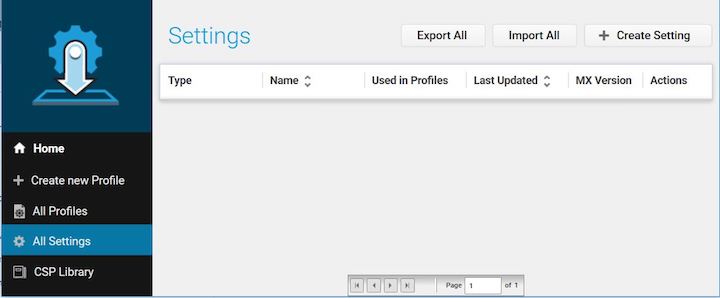 Settings
Export All
Import All
Create Setting
Type
Name
Used in Profiles
Last Updated
MX Version
Actions
Home
Create new Profile
All Profiles
All Settings
CSP Library
Page 1 of 1